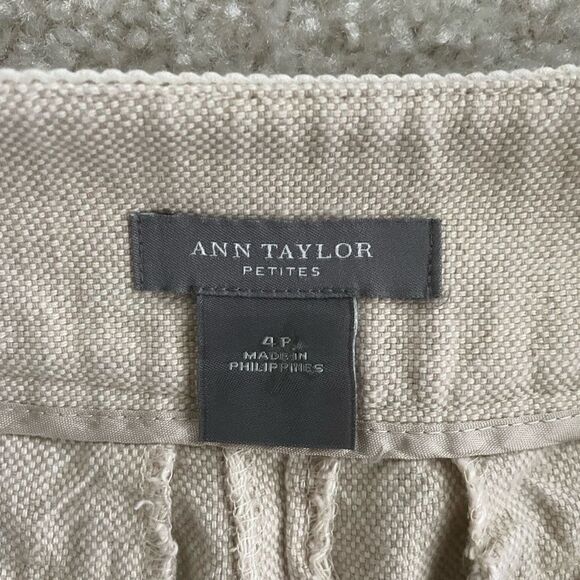 ANN TAYLOR
PETITES
4P
MADE IN
PHILIPPINES